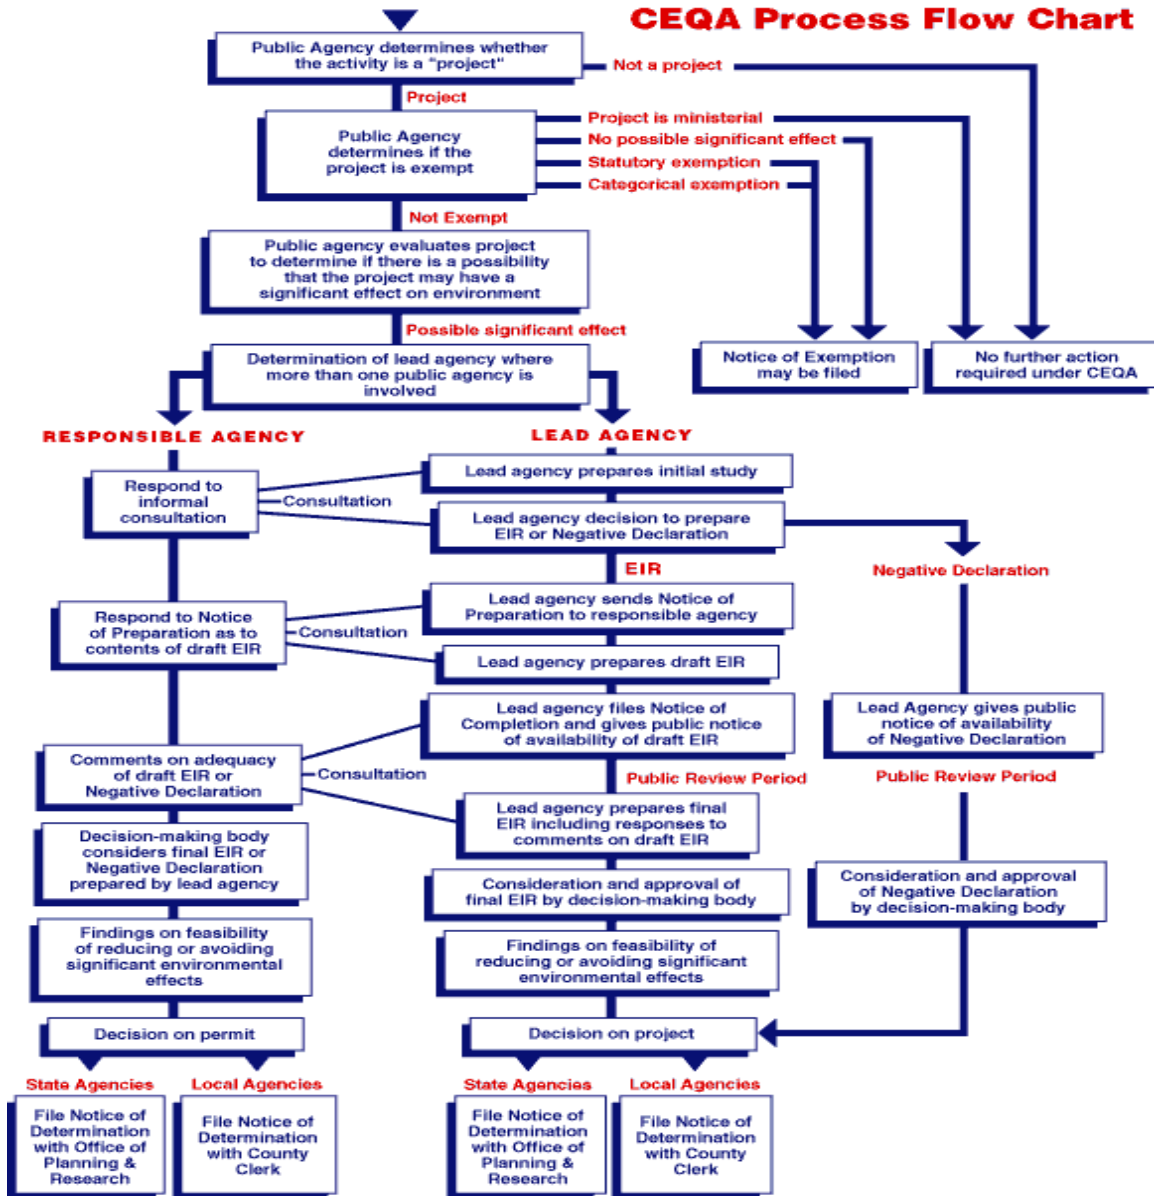 CEQA Process Flow Chart
Public Agency determines whether
the activity is a "project"
Not a project
Project
Public Agency
determines if the
project is exempt
Project is ministerial
No possible significant effect
Statutory exemption
Categorical exemption
Not Exempt
Public agency evaluates project
to determine if there is a possibility
that the project may have a
significant effect on environment
Possible significant effect
Determination of lead agency where
more than one public agency is
involved
Notice of Exemption
may be filed
No further action
required under CEQA
RESPONSIBLE AGENCY
LEAD AGENCY
Respond to
informal
consultation
Consultation
Lead agency prepares initial study
Lead agency decision to prepare
EIR or Negative Declaration
EIR
Negative Declaration
Respond to Notice
of Preparation as to
contents of draft EIR
Consultation
Lead agency sends Notice of
Preparation to responsible agency
Lead agency prepares draft EIR
Lead agency files Notice of
Completion and gives public notice
of availability of draft EIR
Lead Agency gives public
notice of availability
of Negative Declaration
Comments on adequacy
of draft EIR or
Negative Declaration
Consultation
Public Review Period
Public Review Period
Lead agency prepares final
EIR including responses to
comments on draft EIR
Decision-making body
considers final EIR or
Negative Declaration
prepared by lead agency
Consideration and approval of
final EIR by decision-making body
Consideration and approval
of Negative Declaration
by decision-making body
Findings on feasibility
of reducing or avoiding
significant environmental
effects
Findings on feasibility of
reducing or avoiding significant
environmental effects
Decision on permit
Decision on project
State Agencies
Local Agencies
State Agencies
Local Agencies
File Notice of
Determination
with Office of
Planning &
Research
File Notice of
Determination
with County
Clerk
File Notice of
Determination
with Office of
Planning &
Research
File Notice of
Determination
with County
Clerk